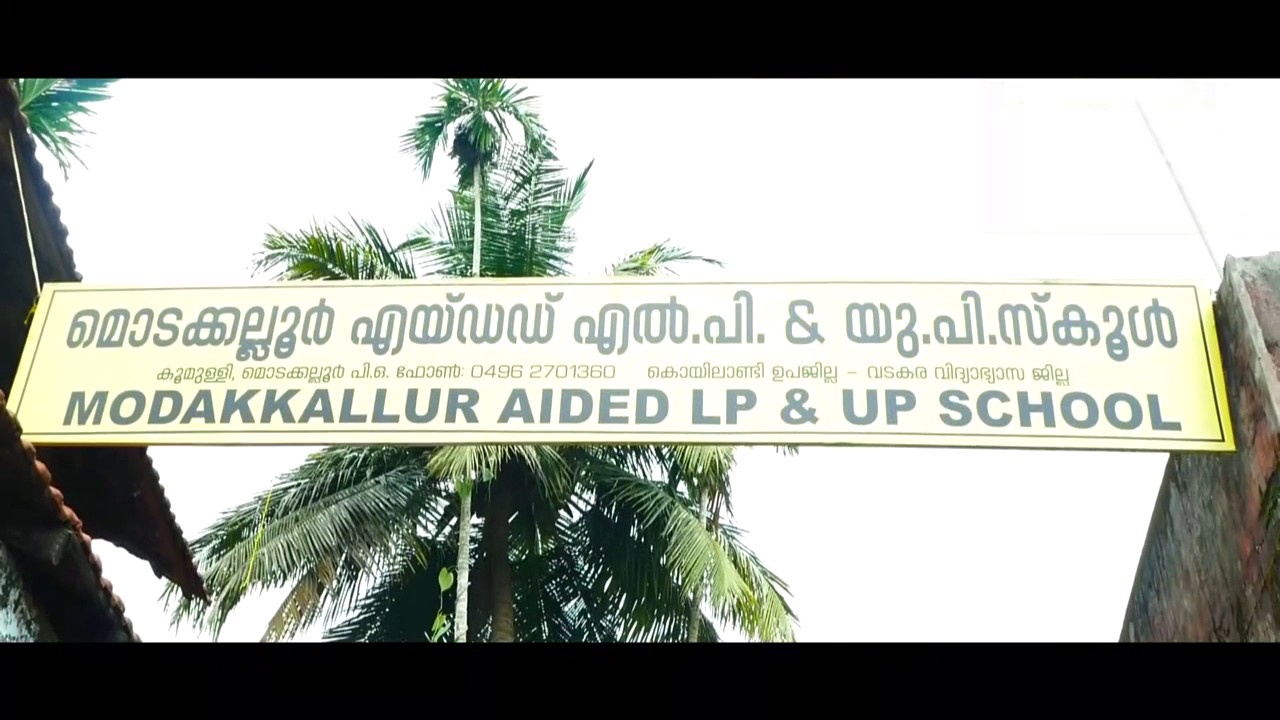 മൊടക്കല്ലൂർ എയ്ഡഡ് എൽ.പി. & യു.പി.സ്കൂൾ
കൂമുള്ളി, മൊടക്കല്ലൂർ പി.ഒ. ഫോൺ: 0496 2701360 കൊയിലാണ്ടി ഉപജില്ല – വടകര വിദ്യാഭ്യാസ ജില്ല
MODAKKALLUR AIDED LP & UP SCHOOL